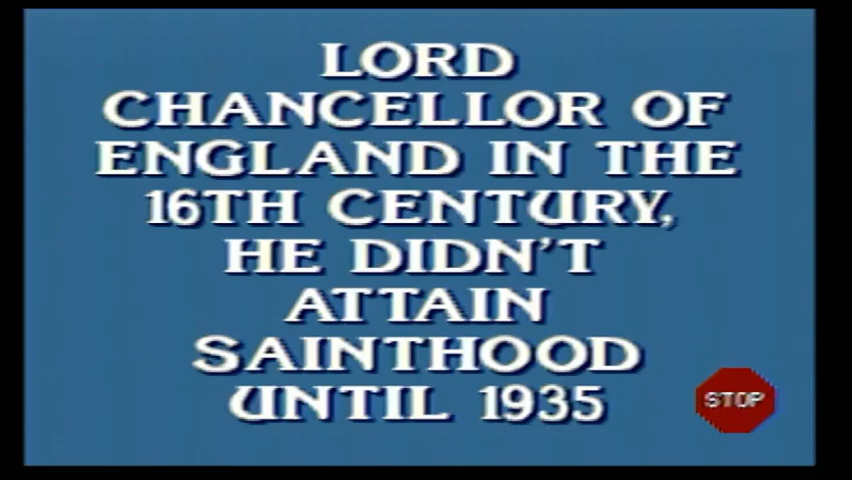 LORD
CHANCELLOR OF
ENGLAND IN THE
16TH CENTURY,
HE DIDN'T
ATTAIN
SAINTHOOD
UNTIL 1935
STOP